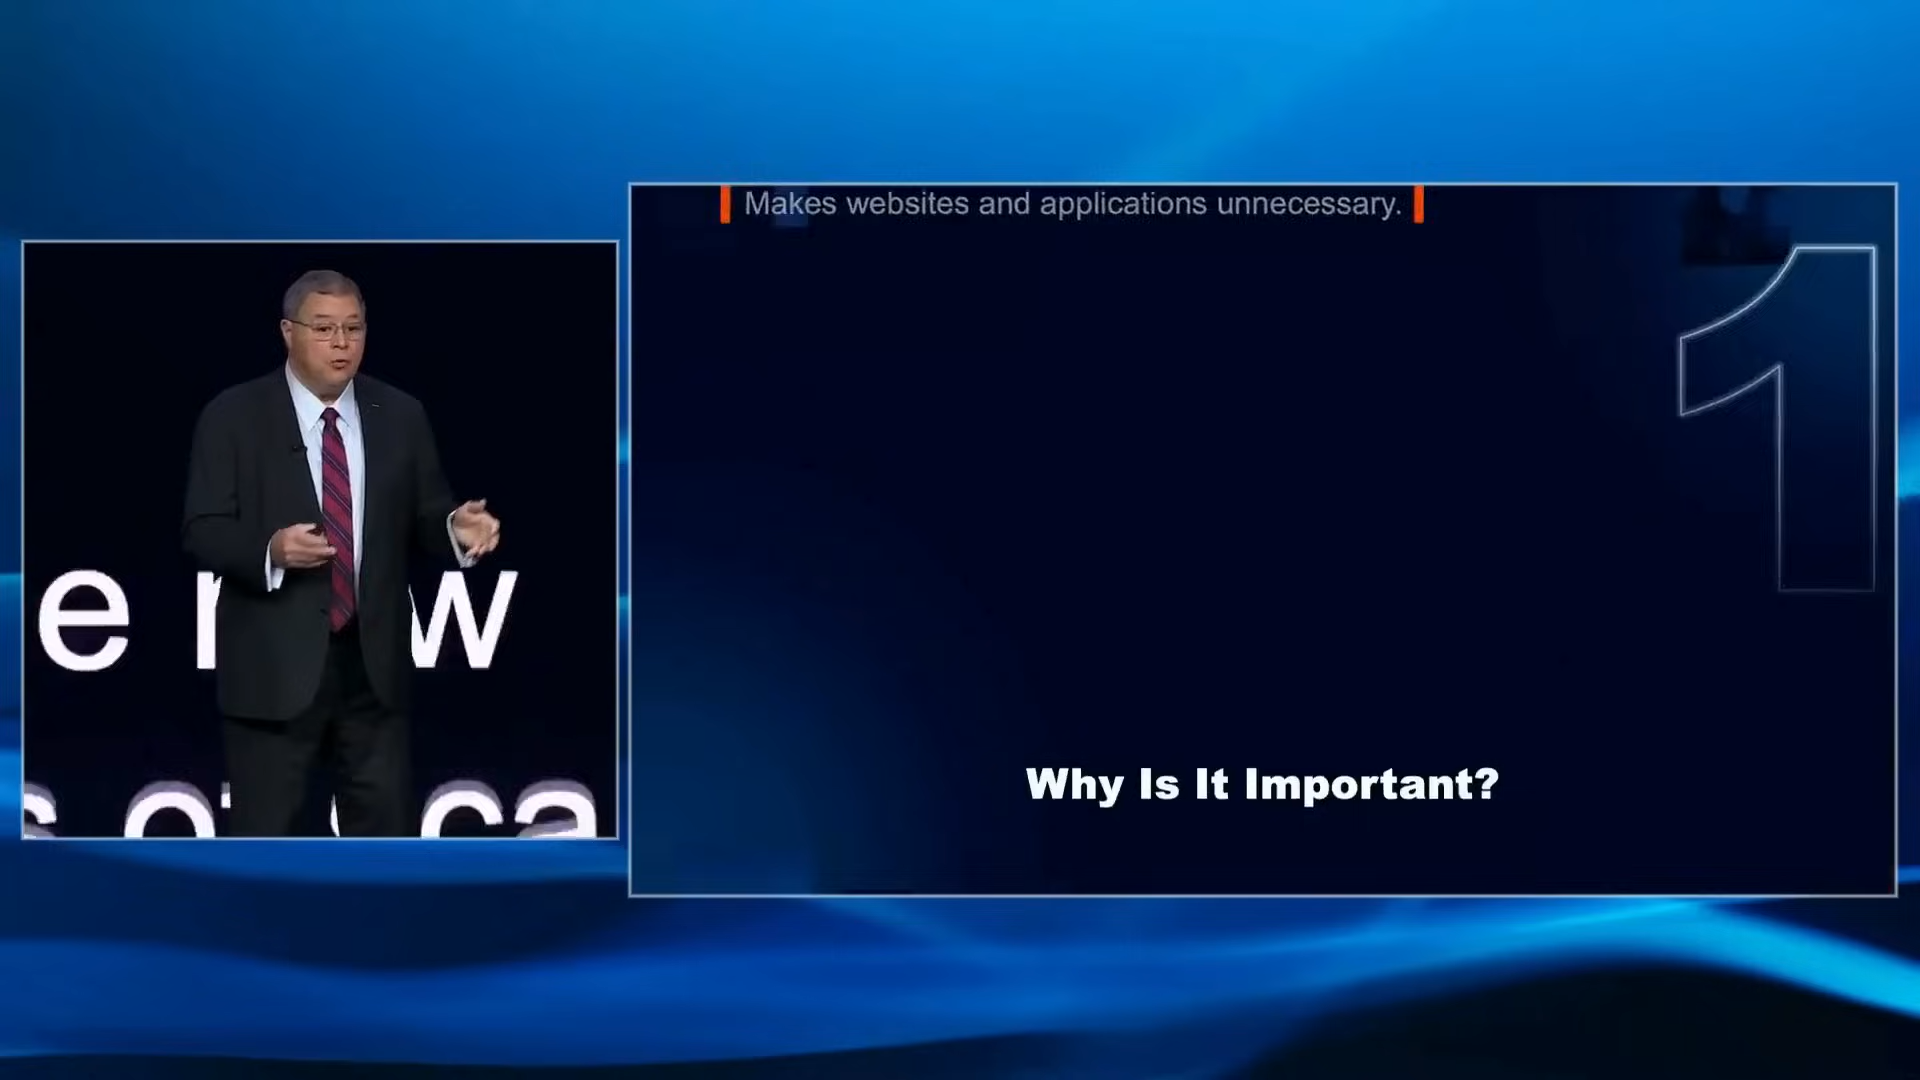 Makes websites and applications unnecessary.
1
Why Is It Important?